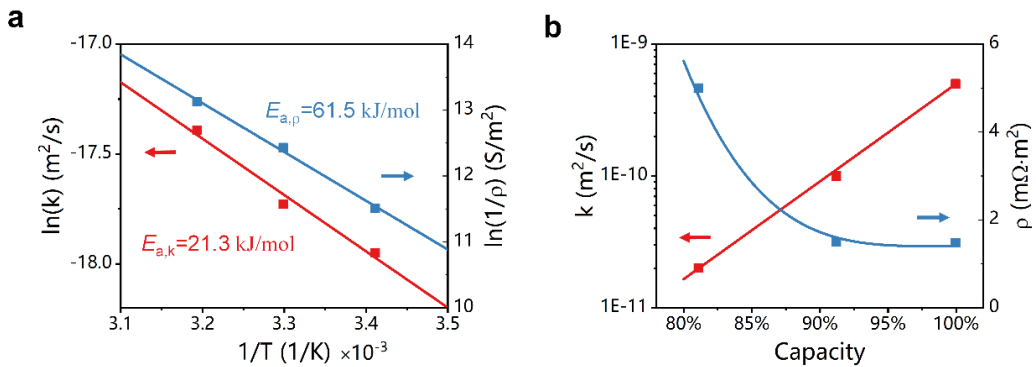 a
-17.0
-17.5
-18.0
ln(k) (m²/s)
Eₐ,ρ=61.5 kJ/mol
Eₐ,ₖ=21.3 kJ/mol
14
13
12
11
10
ln(1/ρ) (S/m²)
3.1 3.2 3.3 3.4 3.5
1/T (1/K) ×10⁻³
b
1E-9
1E-10
1E-11
k (m²/s)
6
4
2
0
ρ (mΩ·m²)
80% 85% 90% 95% 100%
Capacity